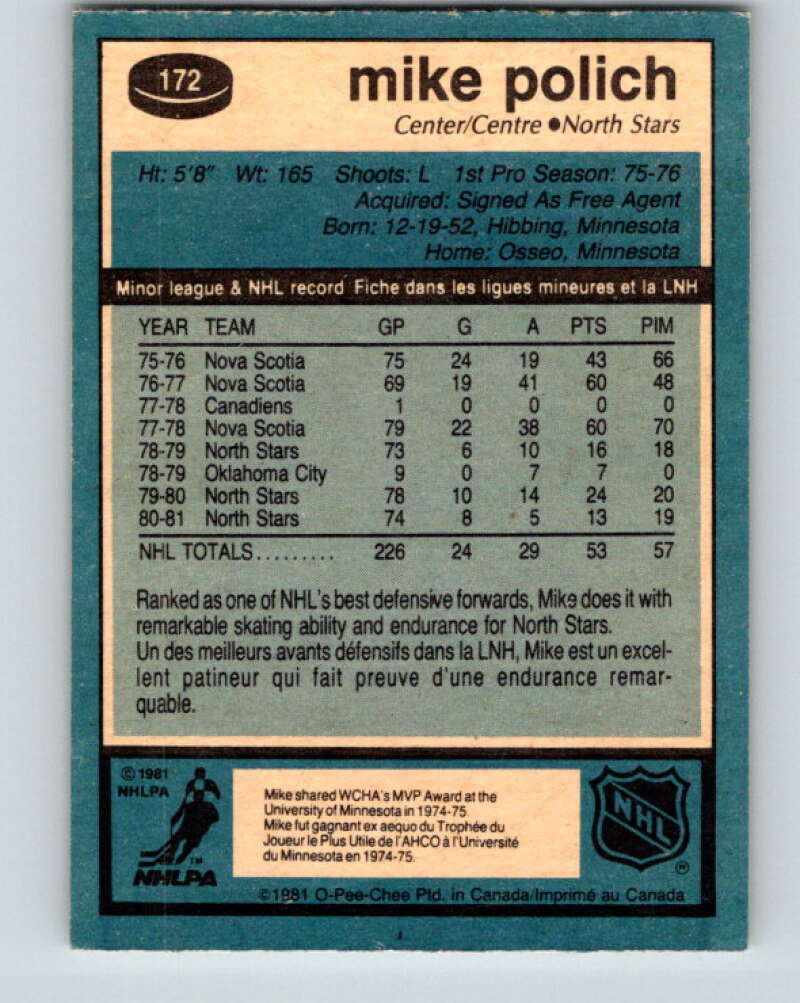 172
mike polich
Center/Centre ●North Stars
Ht: 5'8" Wt: 165 Shoots: L 1st Pro Season: 75-76
Acquired: Signed As Free Agent
Born: 12-19-52, Hibbing, Minnesota
Home: Osseo, Minnesota
Minor league & NHL record Fiche dans les ligues mineures et la LNH
YEAR TEAM GP G A PTS PIM
75-76 Nova Scotia 75 24 19 43 66
76-77 Nova Scotia 69 19 41 60 48
77-78 Canadiens 1 0 0 0 0
77-78 Nova Scotia 79 22 38 60 70
78-79 North Stars 73 6 10 16 18
78-79 Oklahoma City 9 0 7 7 0
79-80 North Stars 78 10 14 24 20
80-81 North Stars 74 8 5 13 19
NHL TOTALS......... 226 24 29 53 57
Ranked as one of NHL's best defensive forwards, Mike does it with
remarkable skating ability and endurance for North Stars.
Un des meilleurs avants défensifs dans la LNH, Mike est un excel-
lent patineur qui fait preuve d'une endurance remar-
quable.
© 1981
NHLPA
TM
NHLPA
Mike shared WCHA's MVP Award at the
University of Minnesota in 1974-75.
Mike fut gagnant ex aequo du Trophée du
Joueur le Plus Utile de l'AHCO à l'Université
du Minnesota en 1974-75.
NHL
®
©1981 O-Pee-Chee Ptd. in Canada/Imprimé au Canada